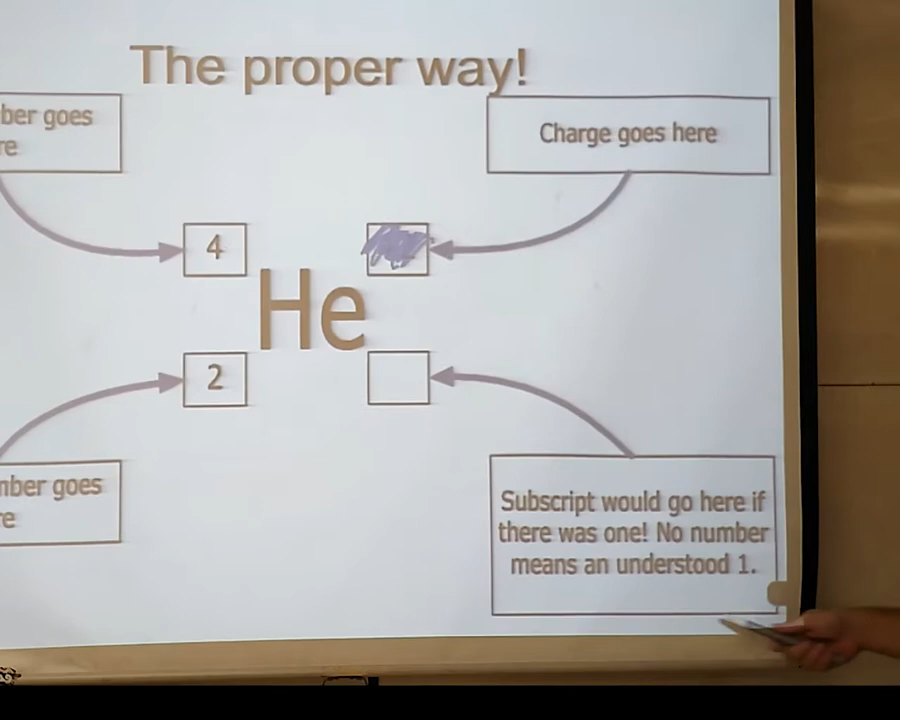 The proper way!
ber goes
re
Charge goes here
4
He
2
nber goes
re
Subscript would go here if
there was one! No number
means an understood 1.